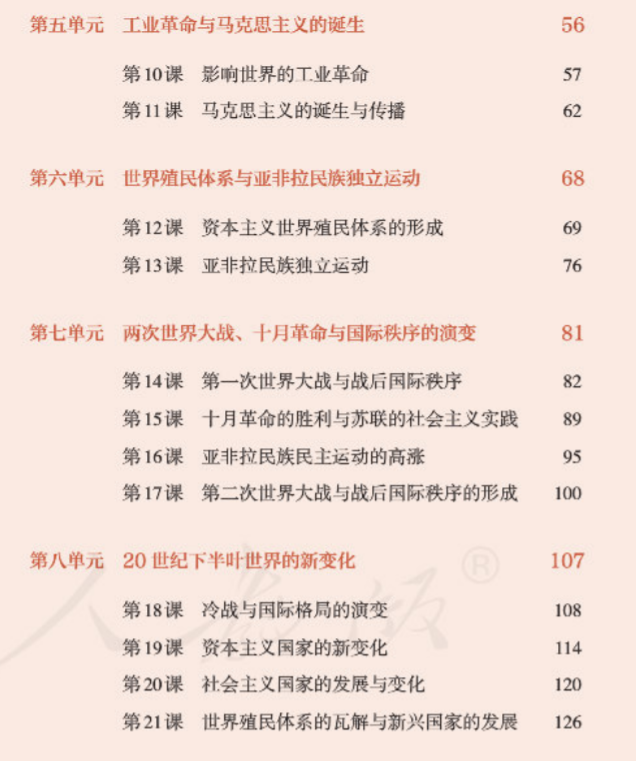 第五单元 工业革命与马克思主义的诞生 56
第10课 影响世界的工业革命 57
第11课 马克思主义的诞生与传播 62
第六单元 世界殖民体系与亚非拉民族独立运动 68
第12课 资本主义世界殖民体系的形成 69
第13课 亚非拉民族独立运动 76
第七单元 两次世界大战、十月革命与国际秩序的演变 81
第14课 第一次世界大战与战后国际秩序 82
第15课 十月革命的胜利与苏联的社会主义实践 89
第16课 亚非拉民族民主运动的高涨 95
第17课 第二次世界大战与战后国际秩序的形成 100
第八单元 20世纪下半叶世界的新变化 107
第18课 冷战与国际格局的演变 108
第19课 资本主义国家的新变化 114
第20课 社会主义国家的发展与变化 120
第21课 世界殖民体系的瓦解与新兴国家的发展 126
人教版®